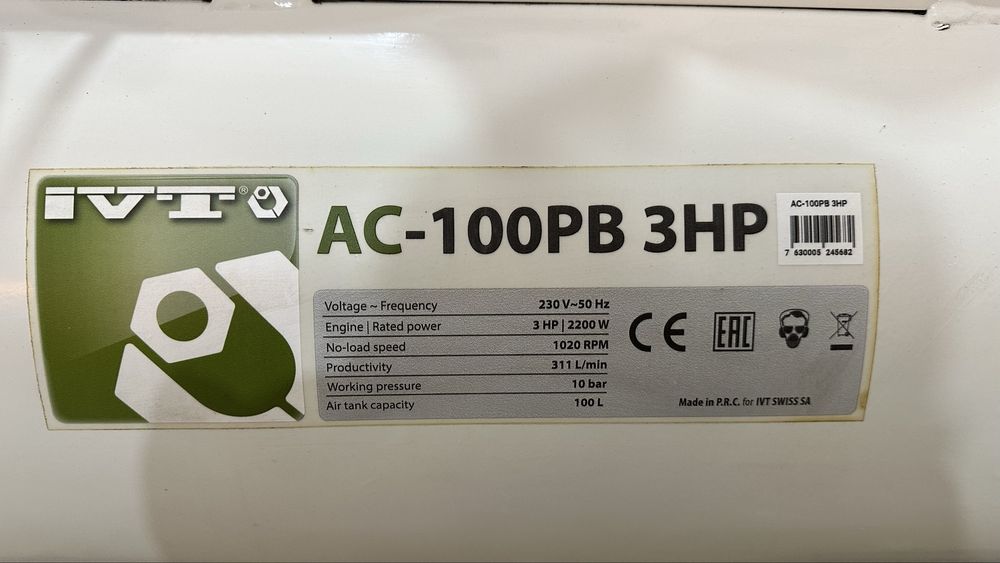 IVT®
AC-100PB 3HP
AC-100PB 3HP
7 630005 245682
Voltage ~ Frequency 230 V~50 Hz
Engine | Rated power 3 HP | 2200 W
No-load speed 1020 RPM
Productivity 311 L/min
Working pressure 10 bar
Air tank capacity 100 L
CE EAC
Made in P.R.C. for IVT SWISS SA